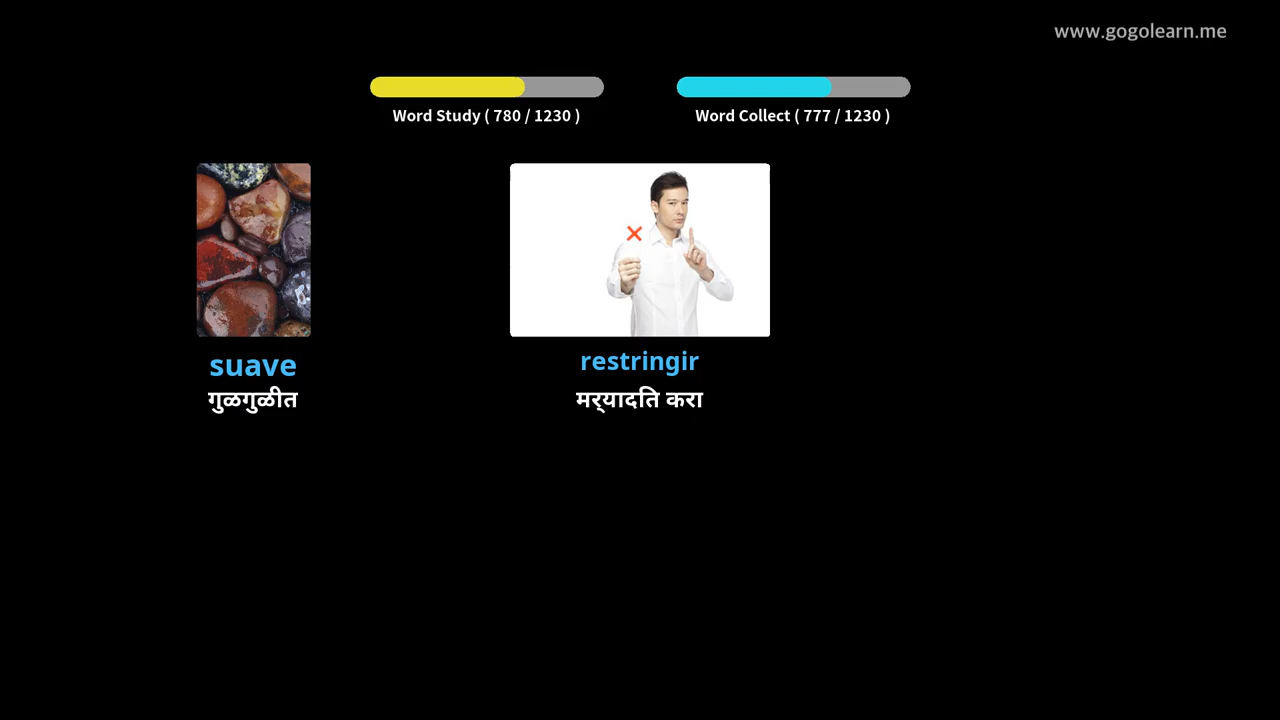 www.gogolearn.me
Word Study ( 780 / 1230 )
Word Collect ( 777 / 1230 )
suave
गुळगुळीत
restringir
मर्‍यादति करा